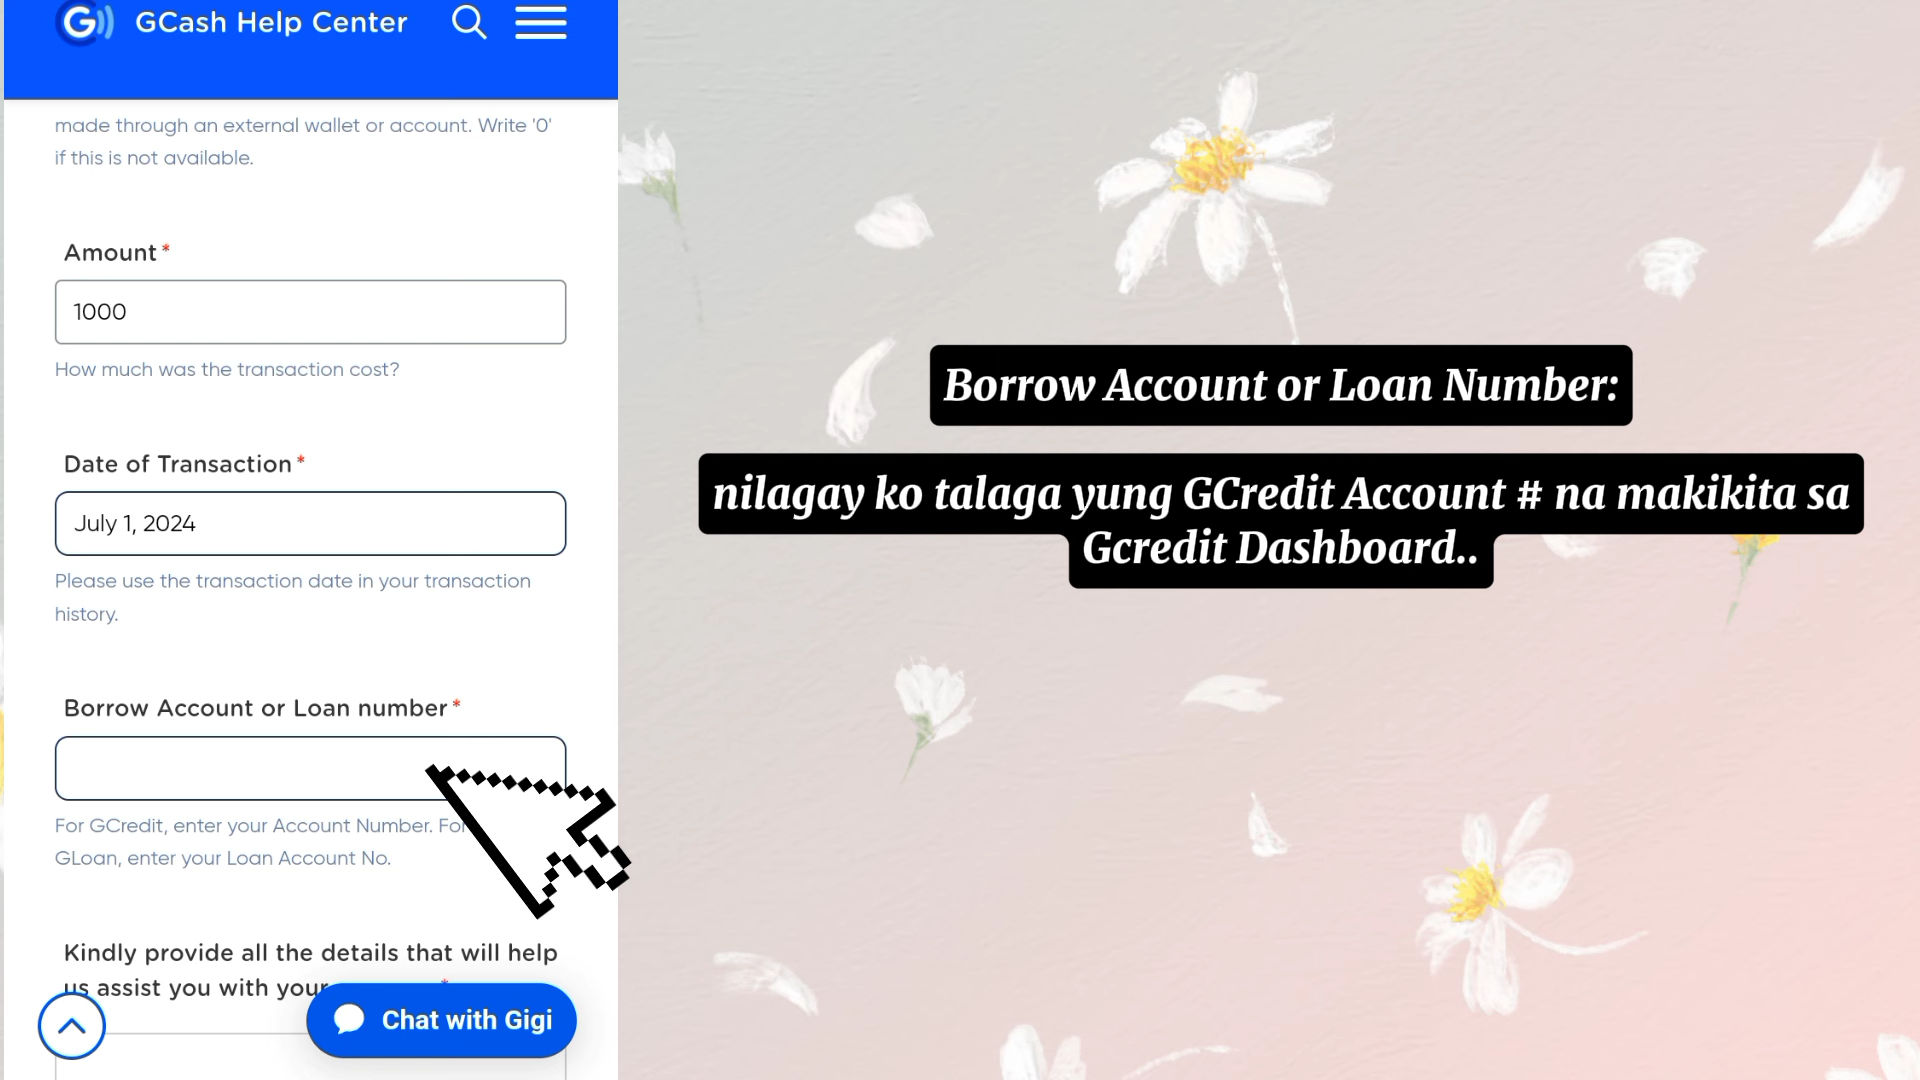 GCash Help Center
made through an external wallet or account. Write '0'
if this is not available.
Amount*
1000
How much was the transaction cost?
Date of Transaction*
July 1, 2024
Please use the transaction date in your transaction
history.
Borrow Account or Loan number*
For GCredit, enter your Account Number. For
GLoan, enter your Loan Account No.
Kindly provide all the details that will help
us assist you with your
Chat with Gigi
Borrow Account or Loan Number:
nilagay ko talaga yung GCredit Account # na makikita sa
Gcredit Dashboard..